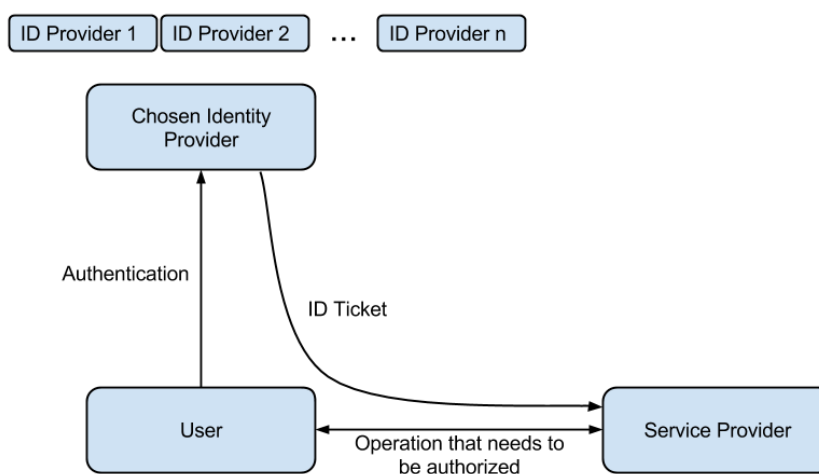 ID Provider 1
ID Provider 2
...
ID Provider n
Chosen Identity
Provider
Authentication
ID Ticket
User
Operation that needs to
be authorized
Service Provider